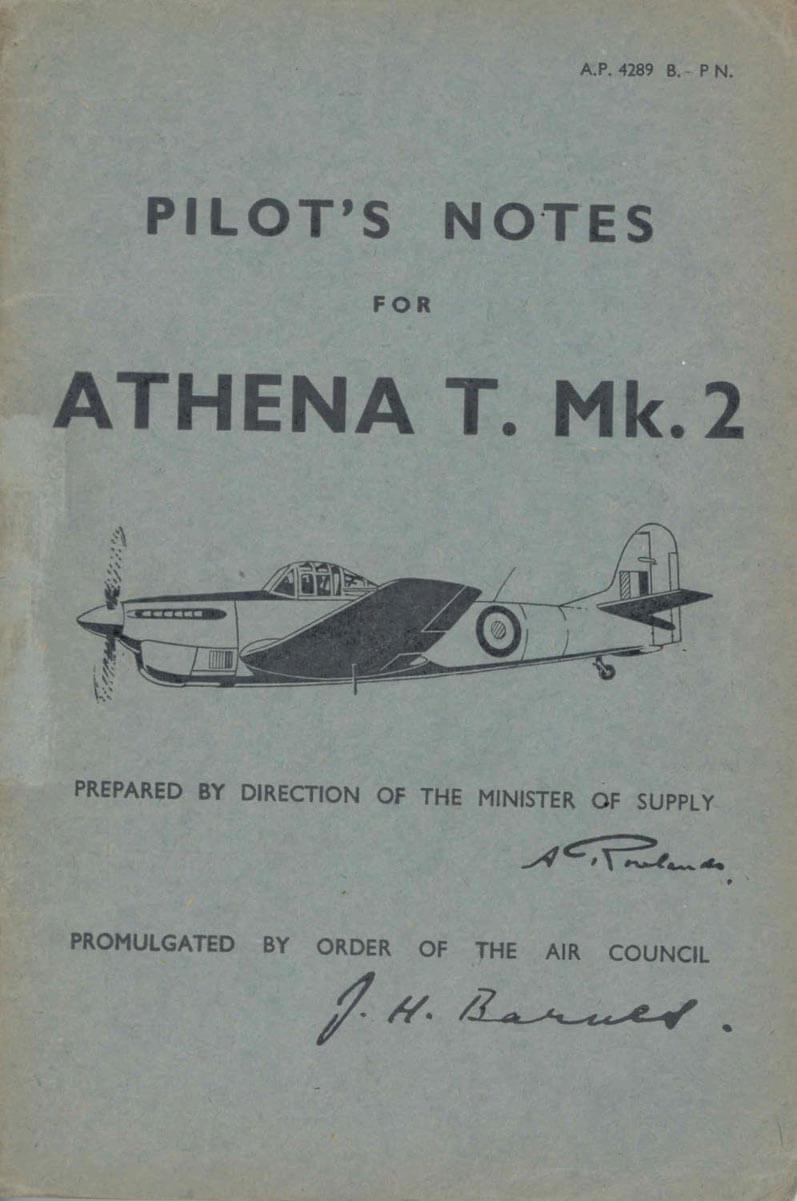 A.P. 4289 B.- P N.
PILOT'S NOTES
FOR
ATHENA T. Mk. 2
PREPARED BY DIRECTION OF THE MINISTER OF SUPPLY
A Rowlands.
PROMULGATED BY ORDER OF THE AIR COUNCIL
J. H. Barnes.